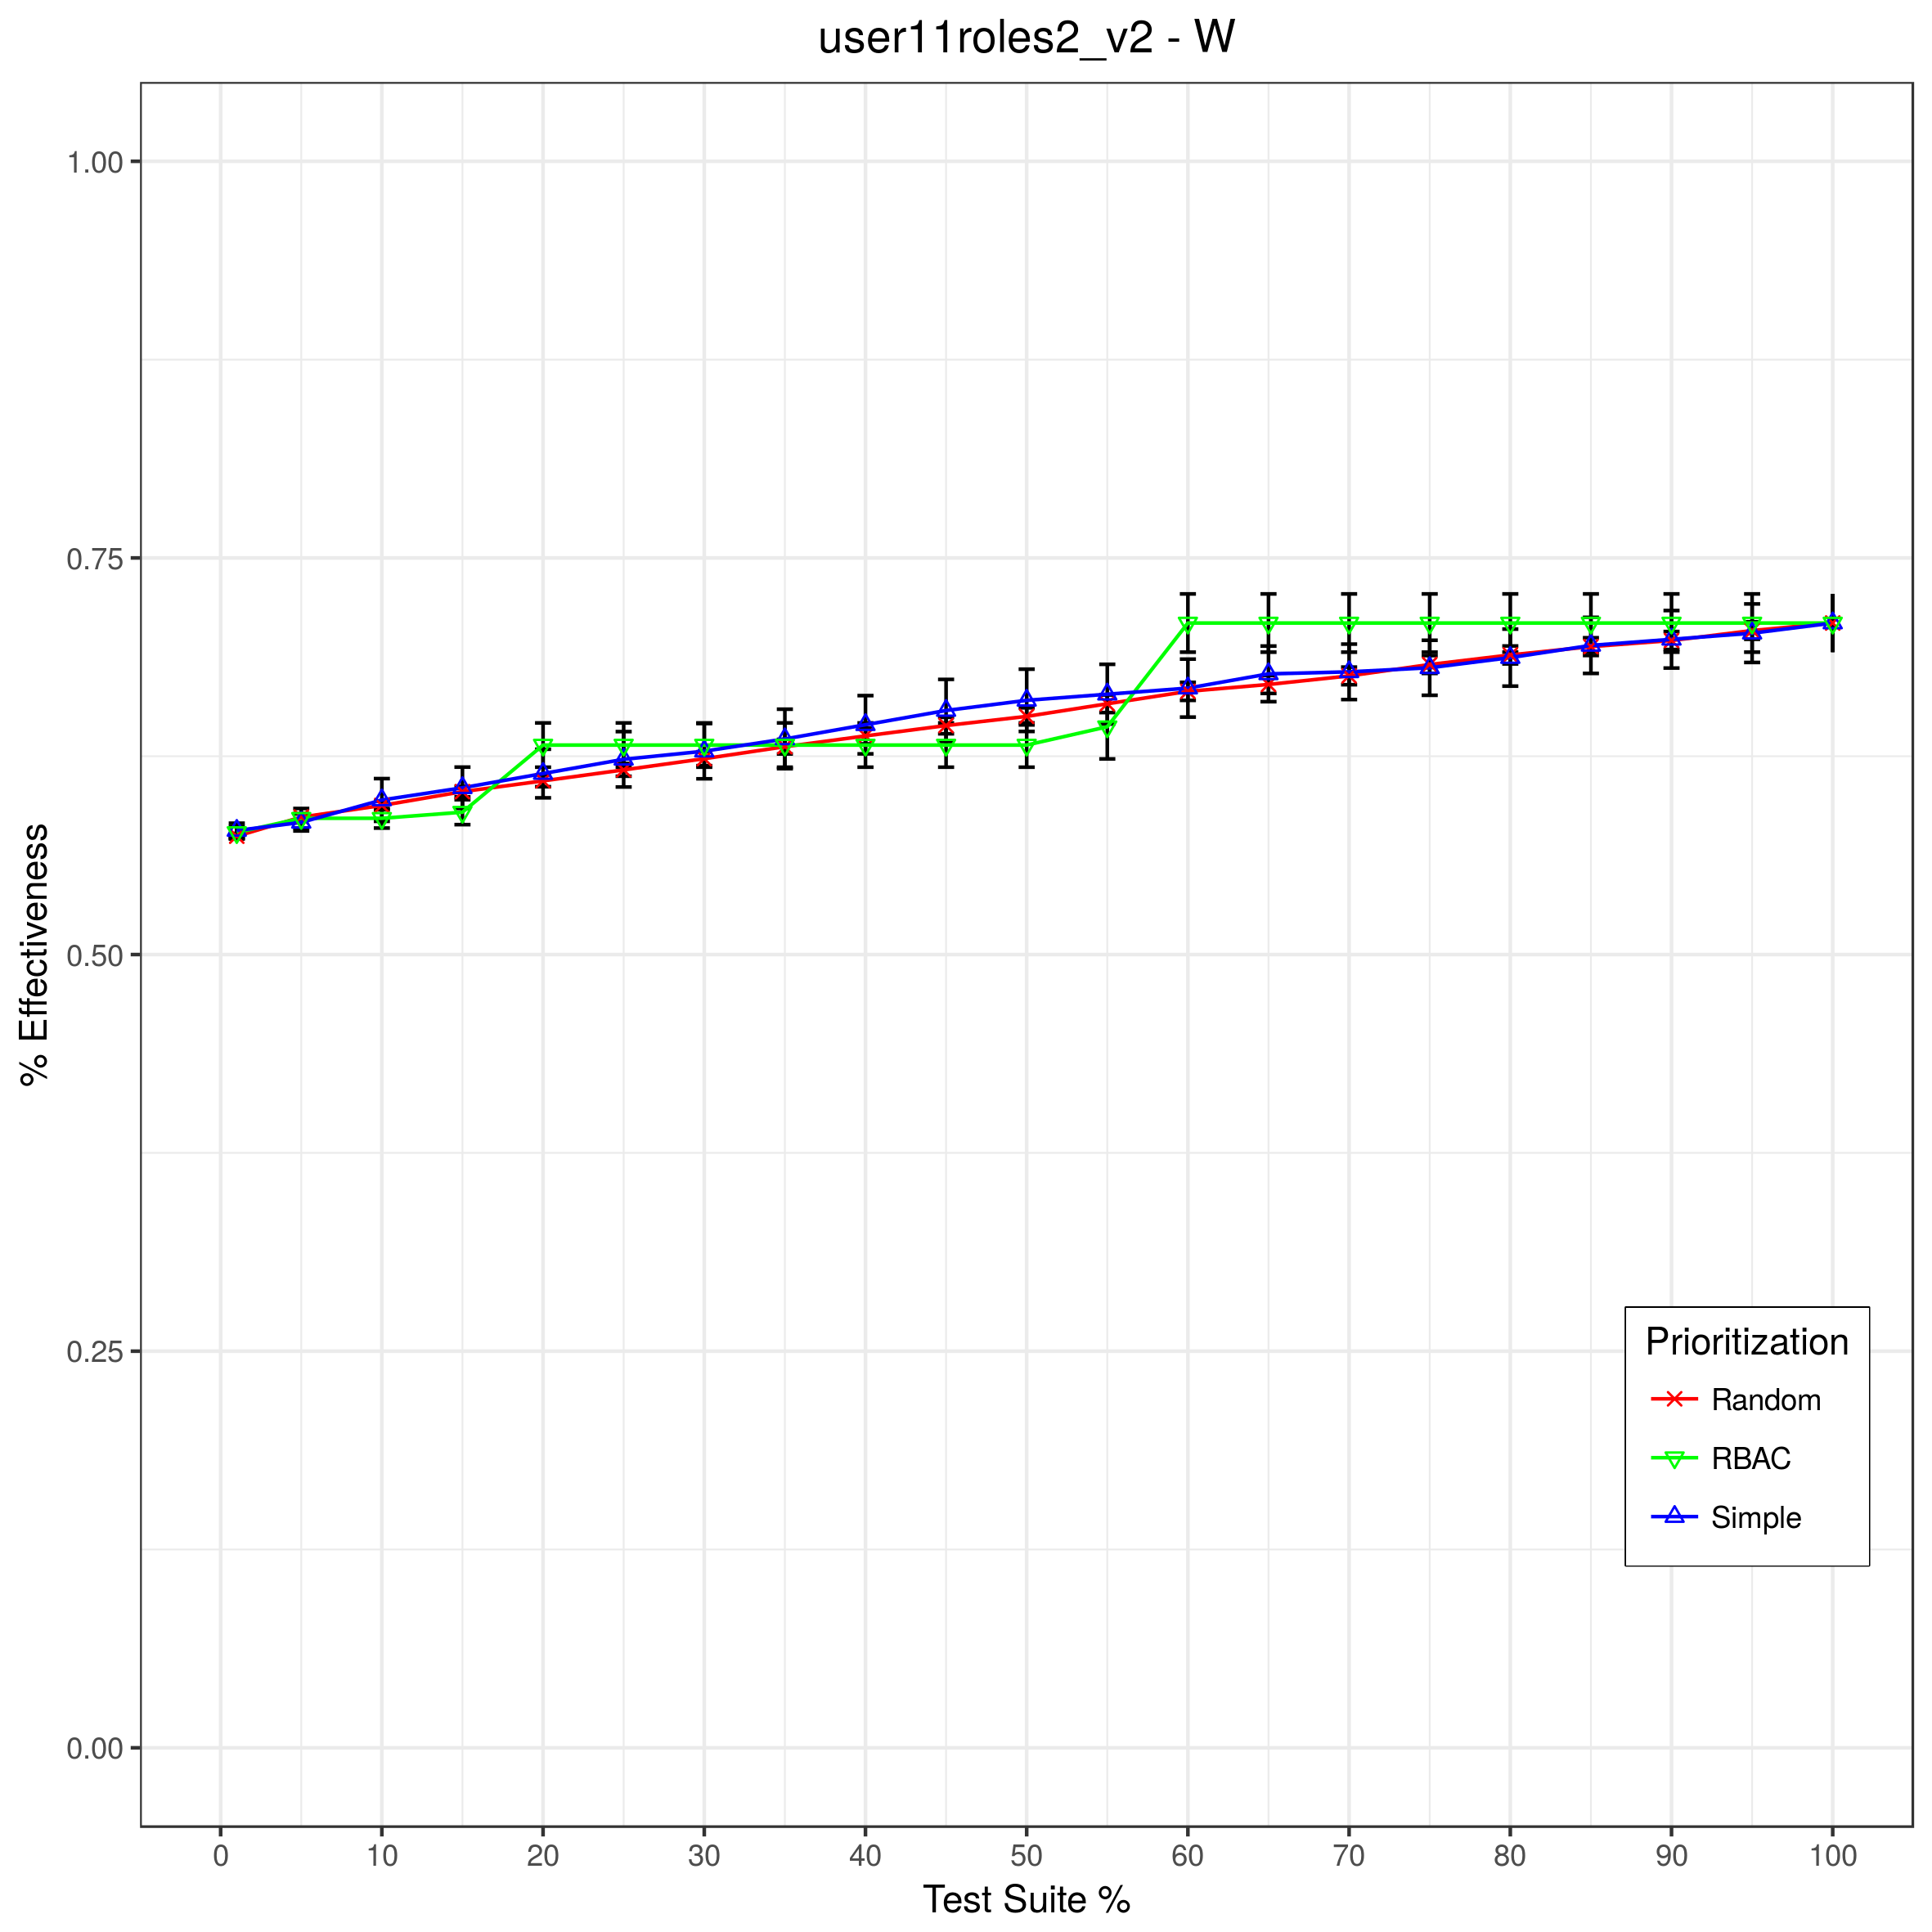 user11roles2_v2 - W
1.00
0.75
0.50
0.25
0.00
% Effectiveness
0 10 20 30 40 50 60 70 80 90 100
Test Suite %
Prioritization
Random
RBAC
Simple